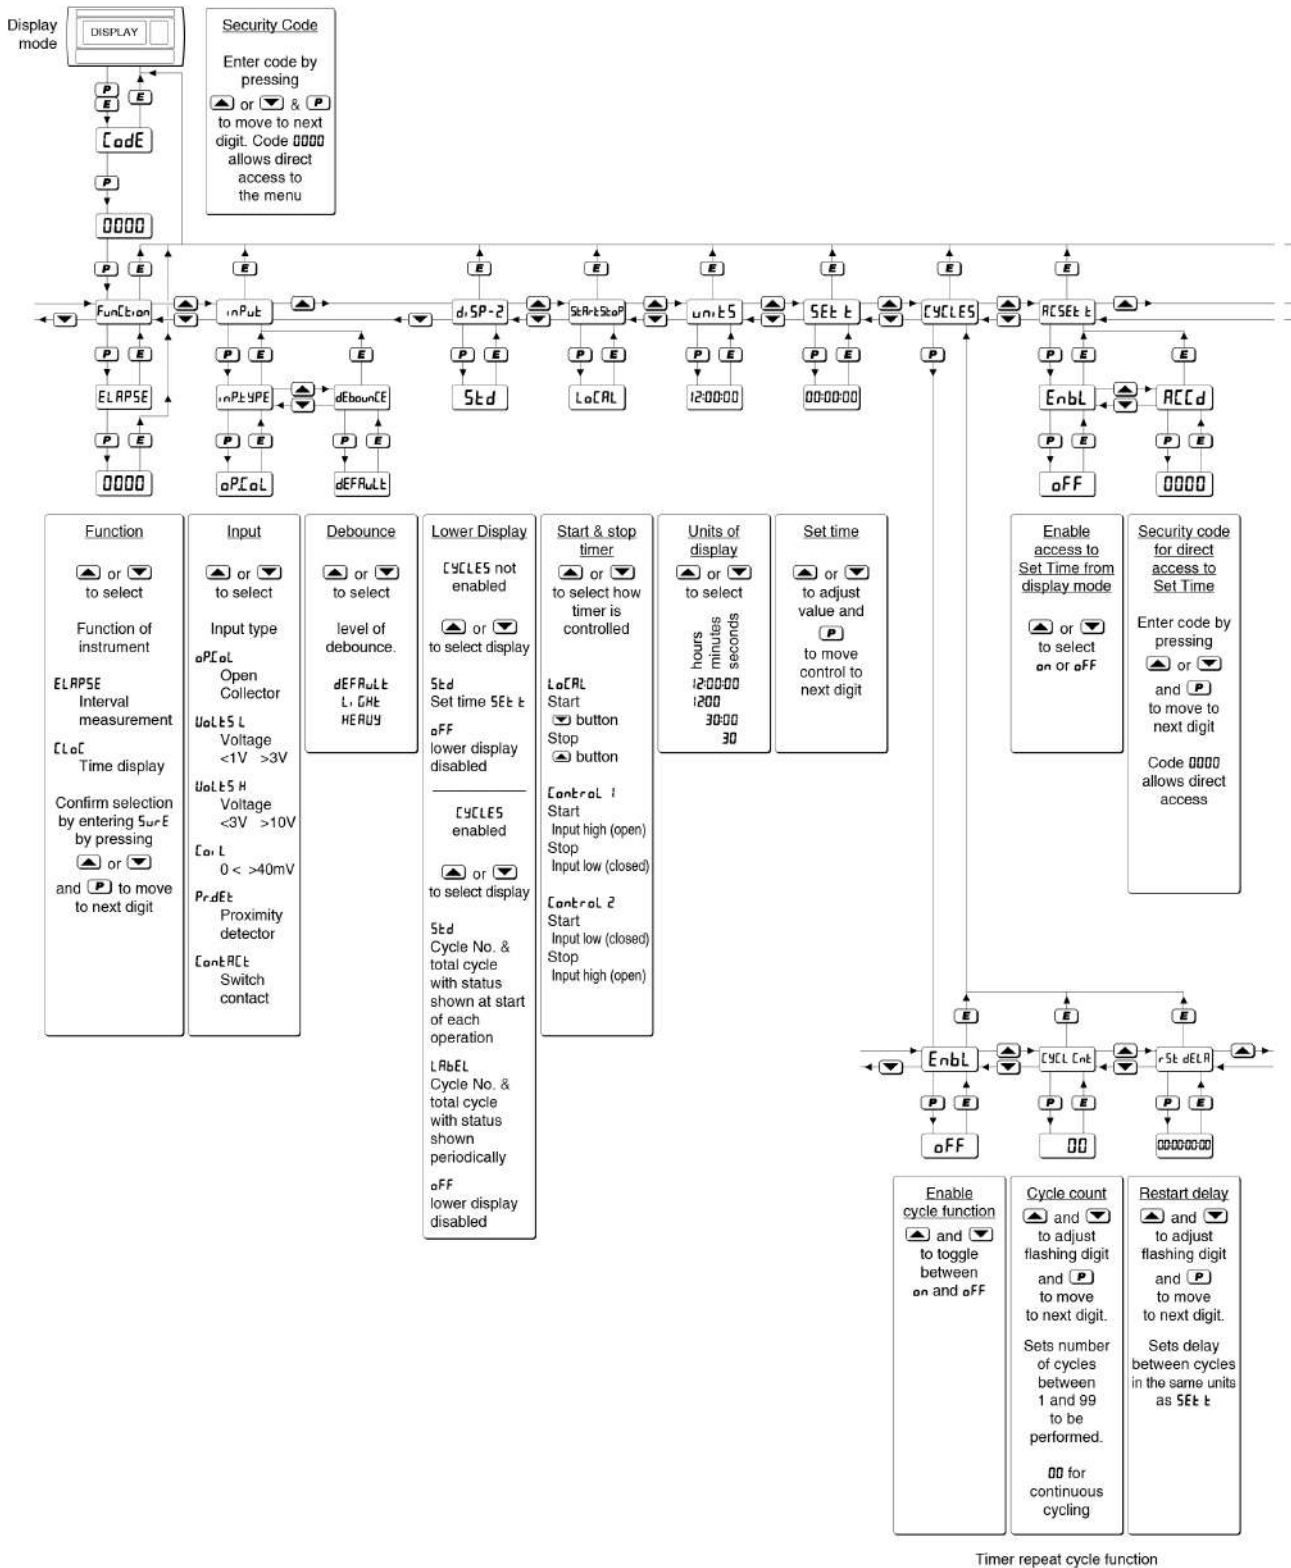 Display
mode
DISPLAY
Security Code
Enter code by
pressing
or & P
to move to next
digit. Code 0000
allows direct
access to
the menu
P
E E
CodE
P
0000
P E E E E E E E E
FunCtion inPut diSP-2 StArtStoP unitS SEt t CYCLES ACSEt t
P E P E E P E P E P E P E P P E E
ELAPSE inP.tYPE dEbounCE Std LoCAL 12:00:00 00:00:00 EnbL ACCd
P E P E P E P E P E
0000 oP.CoL dEFAuLt oFF 0000
Function
or
to select
Function of
instrument
ELAPSE
Interval
measurement
CLoC
Time display
Confirm selection
by entering SurE
by pressing
or
and P to move
to next digit
Input
or
to select
Input type
oP.CoL
Open
Collector
VoLtS L
Voltage
<1V >3V
VoLtS H
Voltage
<3V >10V
CoiL
0 < >40mV
Pr.dEt
Proximity
detector
ContACt
Switch
contact
Debounce
or
to select
level of
debounce.
dEFAuLt
LiGHt
HEAVY
Lower Display
CYCLES not
enabled
or
to select display
Std
Set time SEt t
oFF
lower display
disabled
CYCLES
enabled
or
to select display
Std
Cycle No. &
total cycle
with status
shown at start
of each
operation
LAbEL
Cycle No. &
total cycle
with status
shown
periodically
oFF
lower display
disabled
Start & stop
timer
or
to select how
timer is
controlled
LoCAL
Start
button
Stop
button
ControL 1
Start
Input high (open)
Stop
Input low (closed)
ControL 2
Start
Input low (closed)
Stop
Input high (open)
Units of
display
or
to select
hours
minutes
seconds
12:00:00
1200
30:00
30
Set time
or
to adjust
value and
P
to move
control to
next digit
Enable
access to
Set Time from
display mode
or
to select
on or oFF
Security code
for direct
access to
Set Time
Enter code by
pressing
or
and P
to move to
next digit
Code 0000
allows direct
access
E E E
EnbL CYCL Cnt rSt dELA
P E P E P E
oFF 00 00:00:00:00
Enable
cycle function
and
to toggle
between
on and oFF
Cycle count
and
to adjust
flashing digit
and P
to move
to next digit.
Sets number
of cycles
between
1 and 99
to be
performed.
00 for
continuous
cycling
Restart delay
and
to adjust
flashing digit
and P
to move
to next digit.
Sets delay
between cycles
in the same units
as SEt t
Timer repeat cycle function